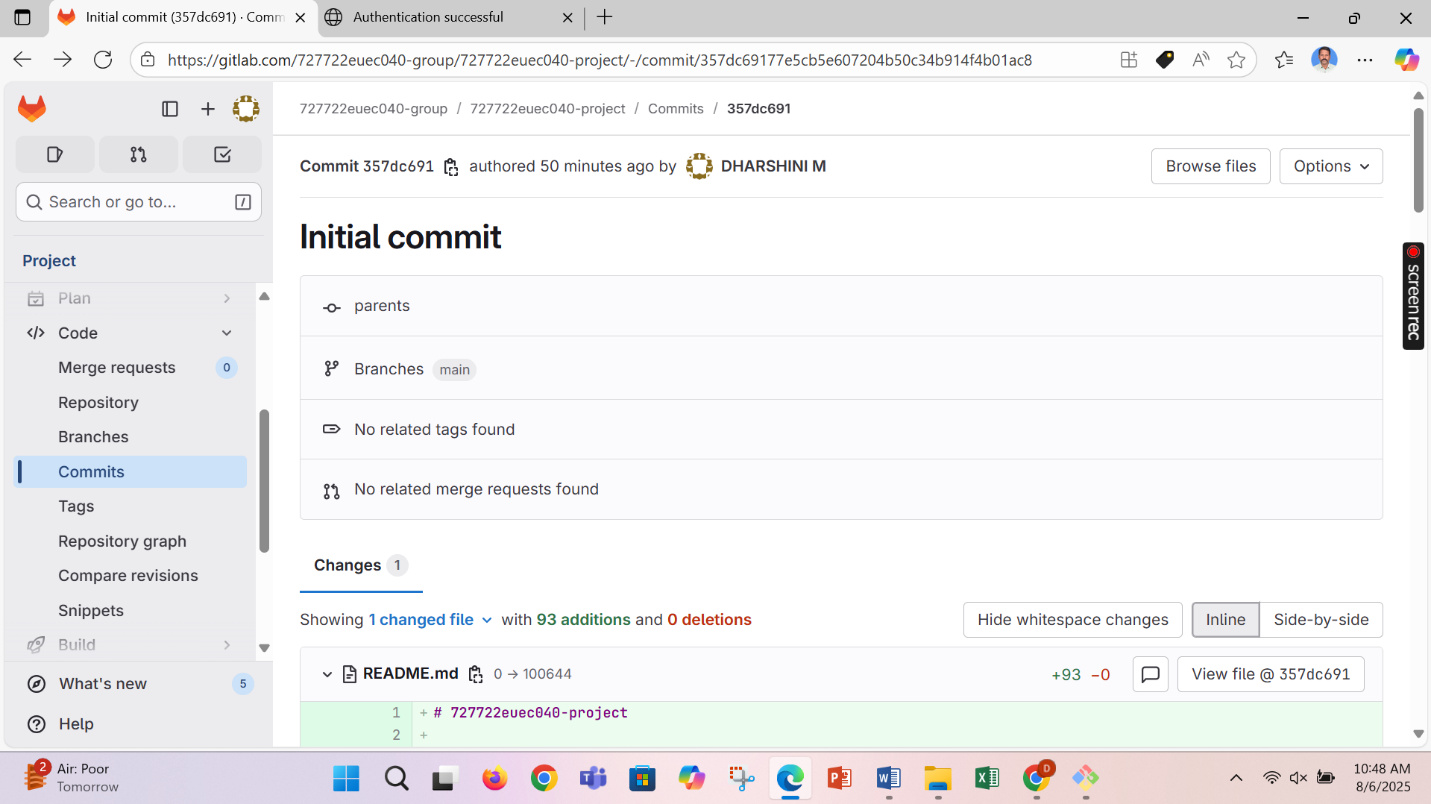 Initial commit (357dc691) · Comm
Authentication successful
https://gitlab.com/727722euec040-group/727722euec040-project/-/commit/357dc69177e5cb5e607204b50c34b914f4b01ac8
727722euec040-group / 727722euec040-project / Commits / 357dc691
Commit 357dc691 authored 50 minutes ago by DHARSHINI M
Browse files
Options
Search or go to...
/
Project
Plan
Code
Merge requests 0
Repository
Branches
Commits
Tags
Repository graph
Compare revisions
Snippets
Build
What's new 5
Help
Initial commit
parents
Branches main
No related tags found
No related merge requests found
Changes 1
Showing 1 changed file with 93 additions and 0 deletions
Hide whitespace changes
Inline
Side-by-side
README.md 0 → 100644
+93 −0
View file @ 357dc691
1 + # 727722euec040-project
2 +
screenrec
2
Air: Poor
Tomorrow
D
10:48 AM
8/6/2025